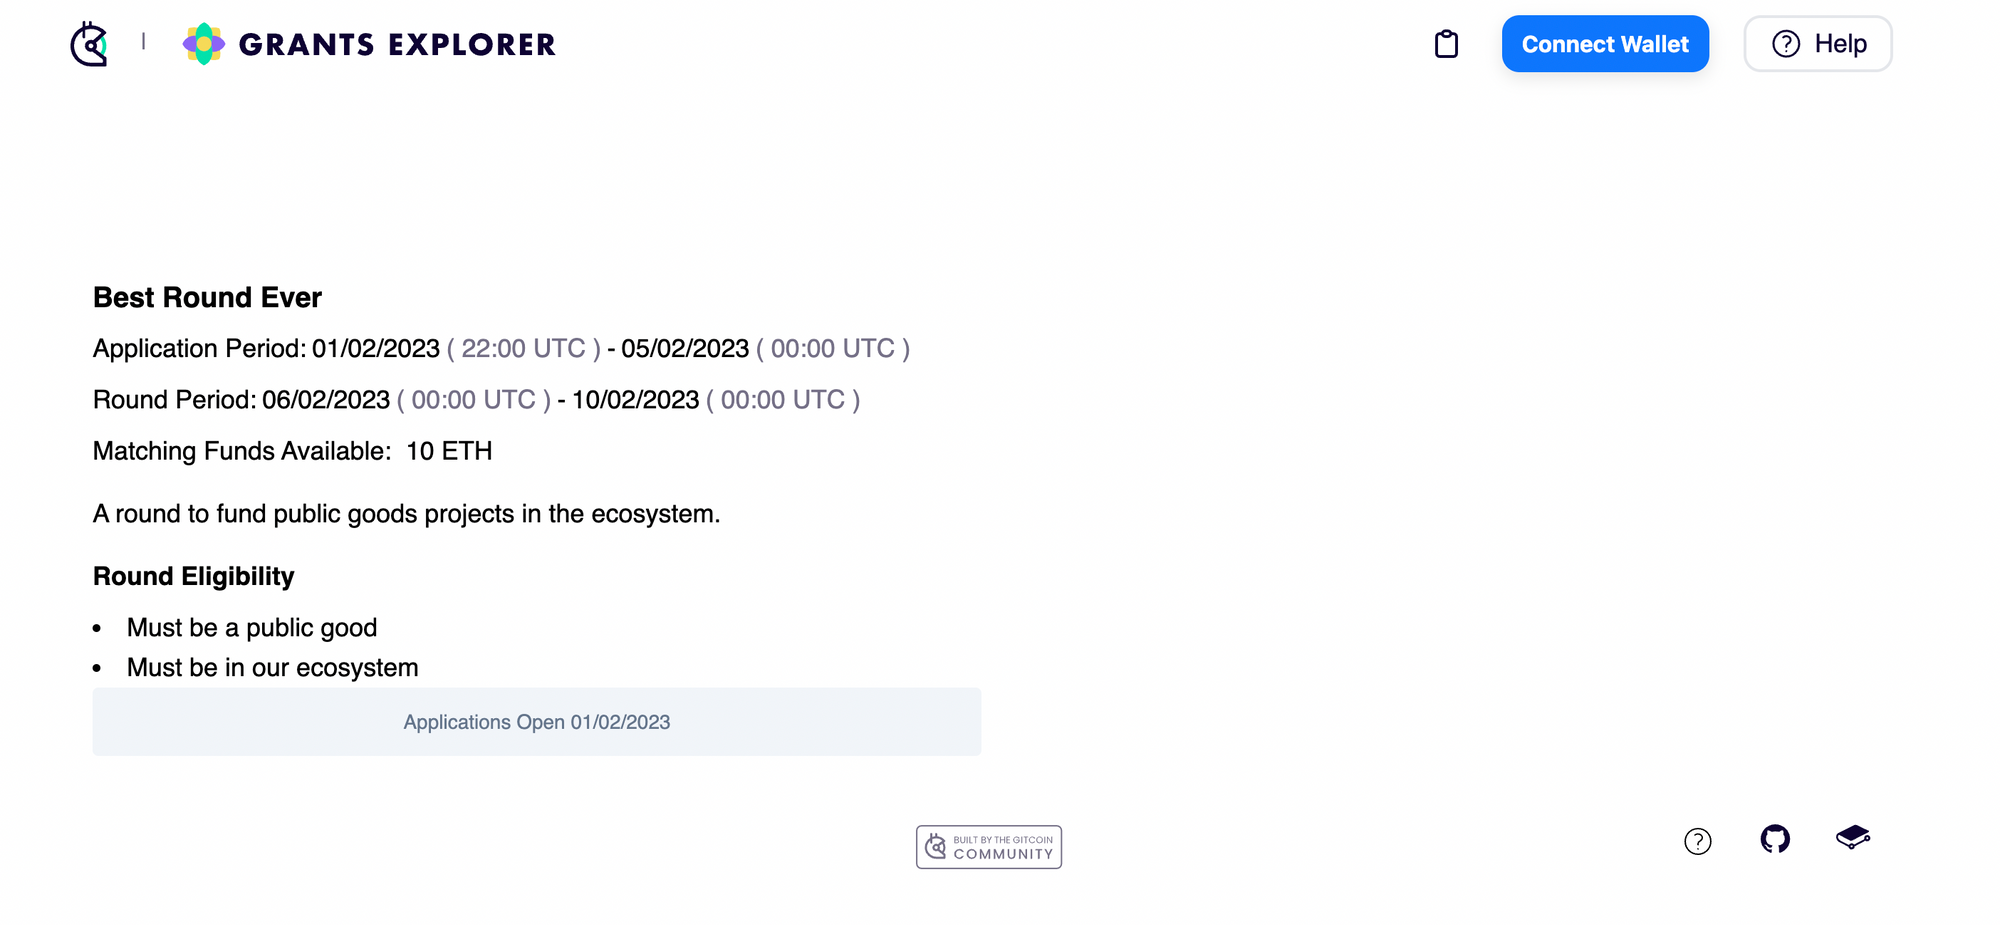 GRANTS EXPLORER
Connect Wallet
Help
Best Round Ever
Application Period: 01/02/2023 ( 22:00 UTC ) - 05/02/2023 ( 00:00 UTC )
Round Period: 06/02/2023 ( 00:00 UTC ) - 10/02/2023 ( 00:00 UTC )
Matching Funds Available: 10 ETH
A round to fund public goods projects in the ecosystem.
Round Eligibility
• Must be a public good
• Must be in our ecosystem
Applications Open 01/02/2023
BUILT BY THE GITCOIN
COMMUNITY